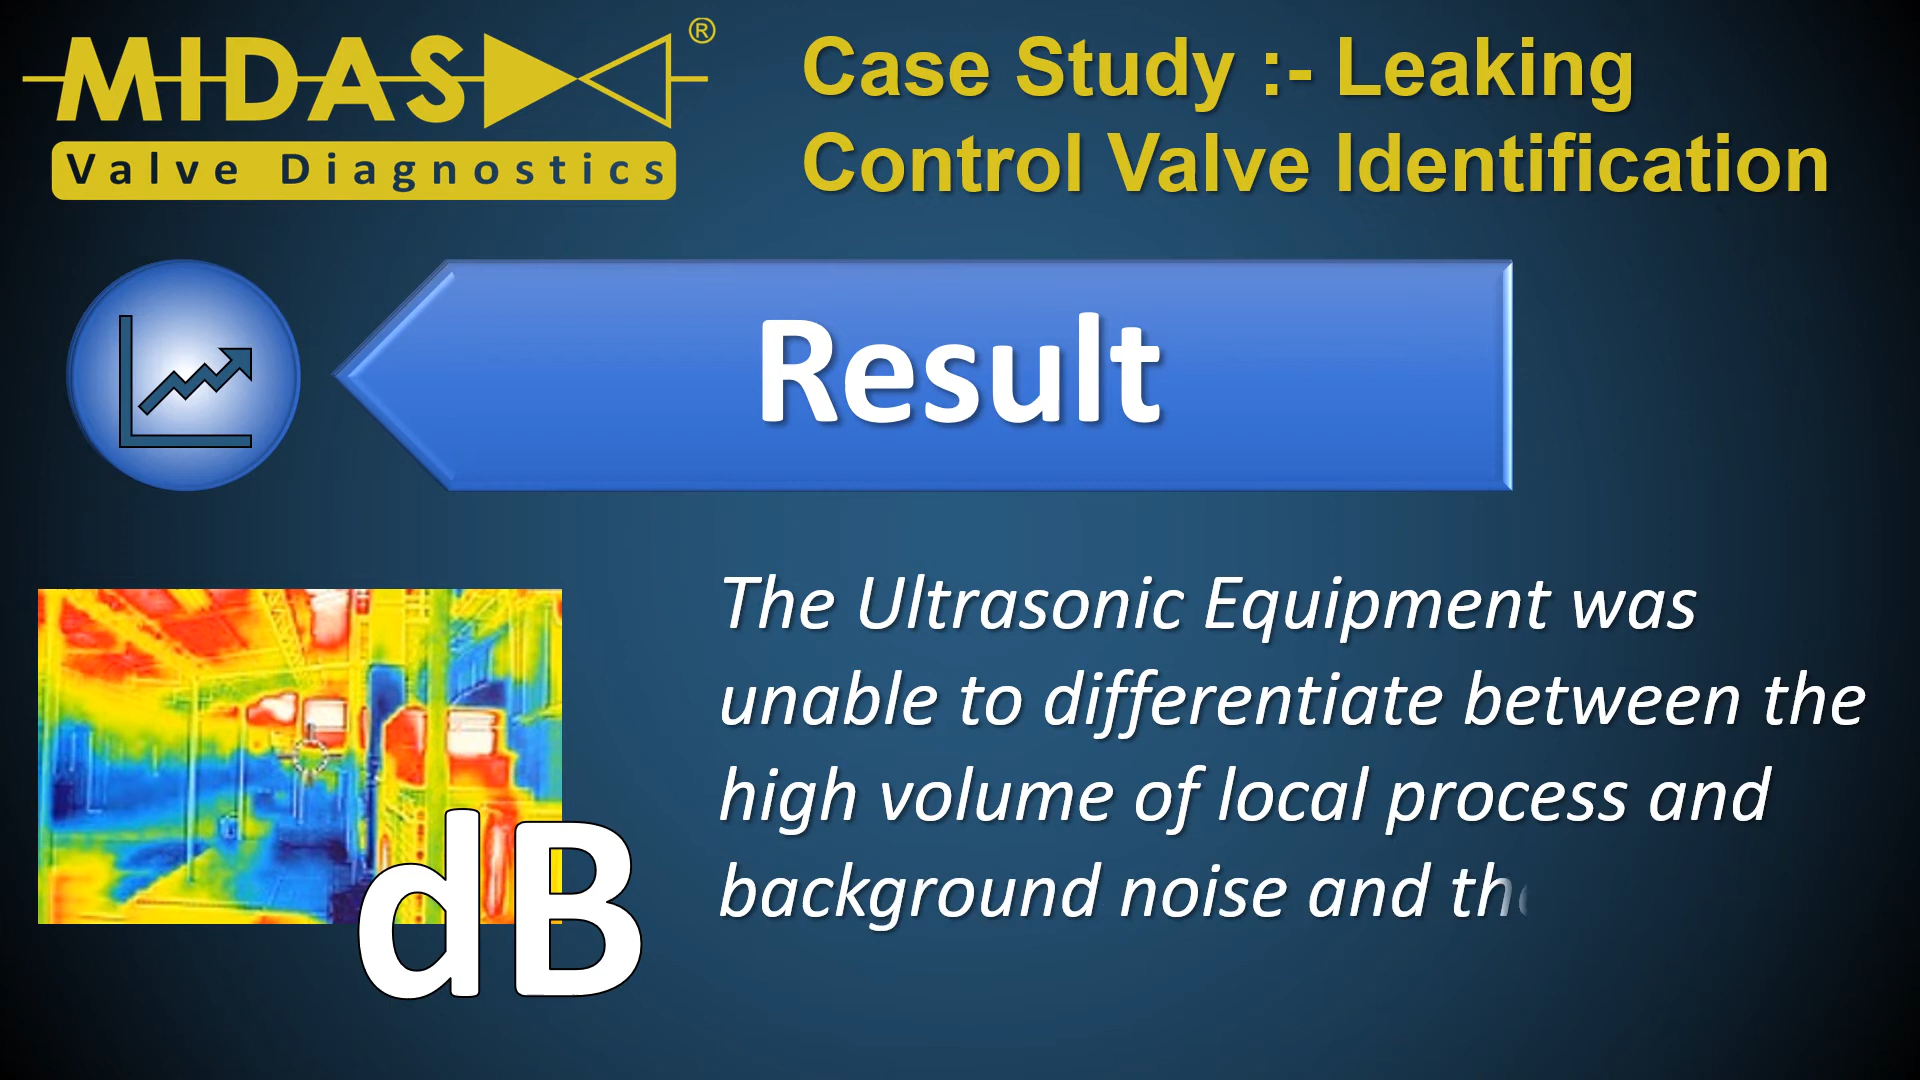 MIDAS®
Valve Diagnostics
Case Study :- Leaking
Control Valve Identification
Result
The Ultrasonic Equipment was
unable to differentiate between the
high volume of local process and
background noise and
dB